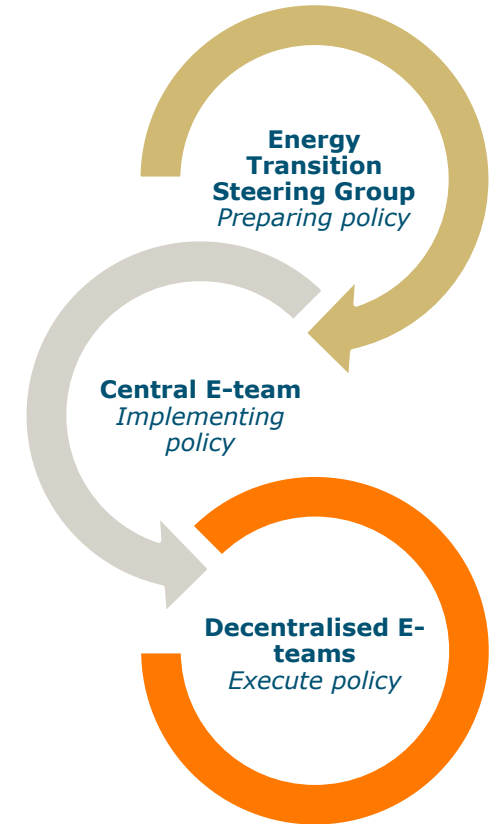 Energy
Transition
Steering Group
Preparing policy
Central E-team
Implementing
policy
Decentralised E-
teams
Execute policy